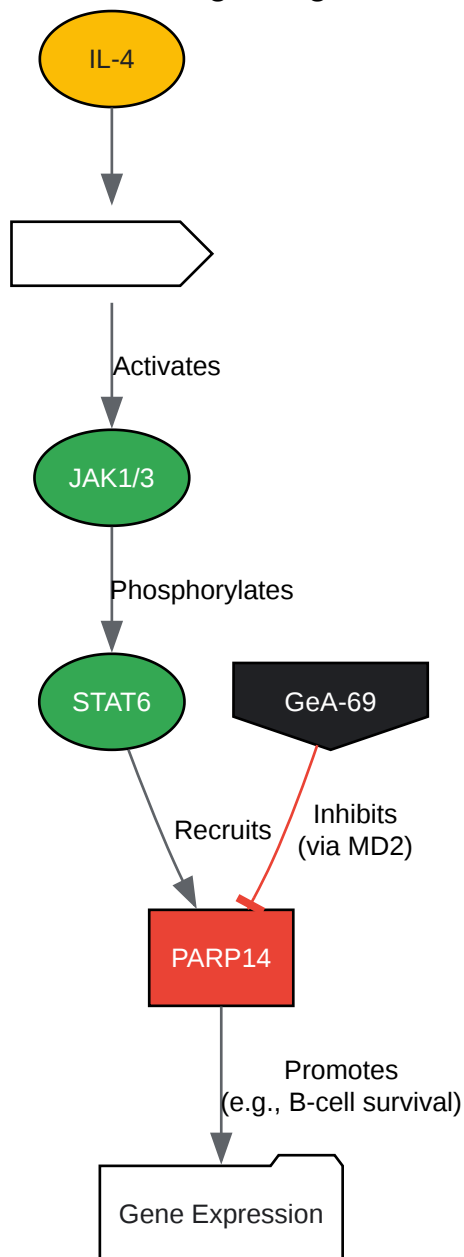 IL-4
Activates
JAK1/3
Phosphorylates
STAT6
GeA-69
Recruits
Inhibits
(via MD2)
PARP14
Promotes
(e.g., B-cell survival)
Gene Expression